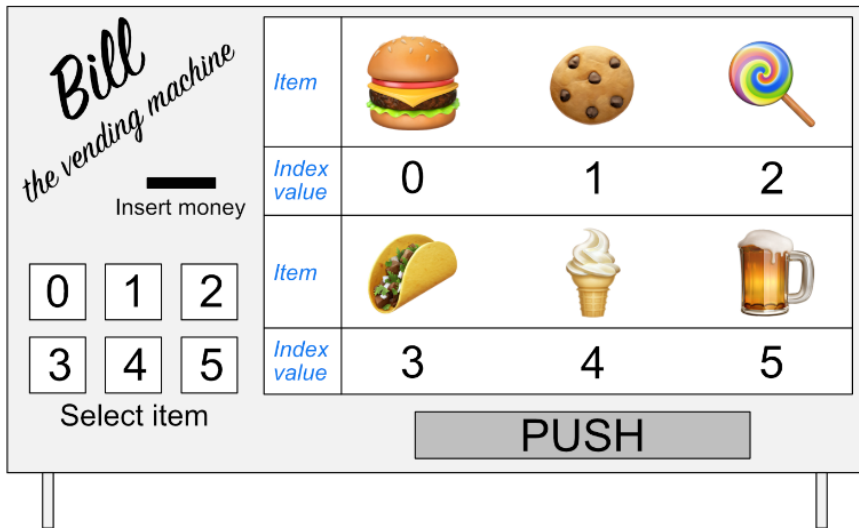 Bill
the vending machine
Insert money
0 1 2
3 4 5
Select item
Item
Index
value
0 1 2
Item
Index
value
3 4 5
PUSH